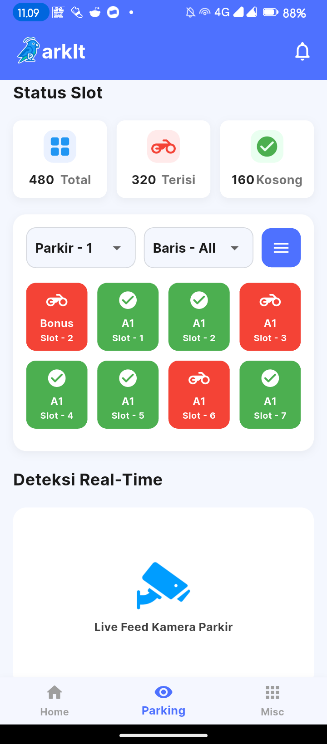 11.09
4G
88%
arkIt
Status Slot
480 Total
320 Terisi
160 Kosong
Parkir - 1
Baris - All
Bonus
Slot - 2
A1
Slot - 1
A1
Slot - 2
A1
Slot - 3
A1
Slot - 4
A1
Slot - 5
A1
Slot - 6
A1
Slot - 7
Deteksi Real-Time
Live Feed Kamera Parkir
Home
Parking
Misc